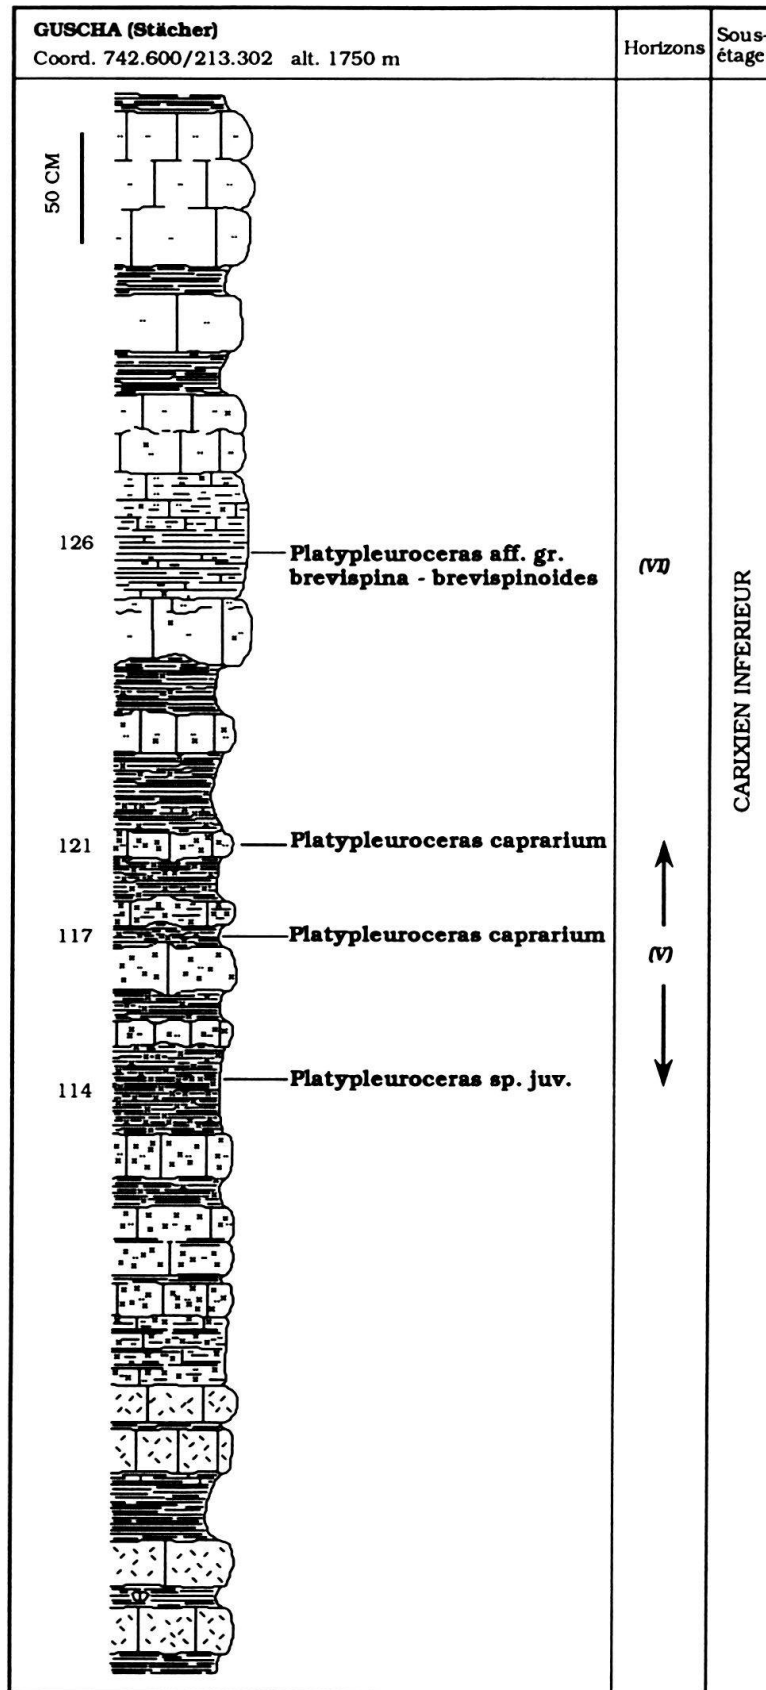 GUSCHA (Stächer)
Coord. 742.600/213.302 alt. 1750 m
Horizons
Sous-
étage
50 CM
126
Platypleuroceras aff. gr.
brevispina - brevispinoides
(VI)
CARIXIEN INFERIEUR
121
Platypleuroceras caprarium
117
Platypleuroceras caprarium
(V)
114
Platypleuroceras sp. juv.